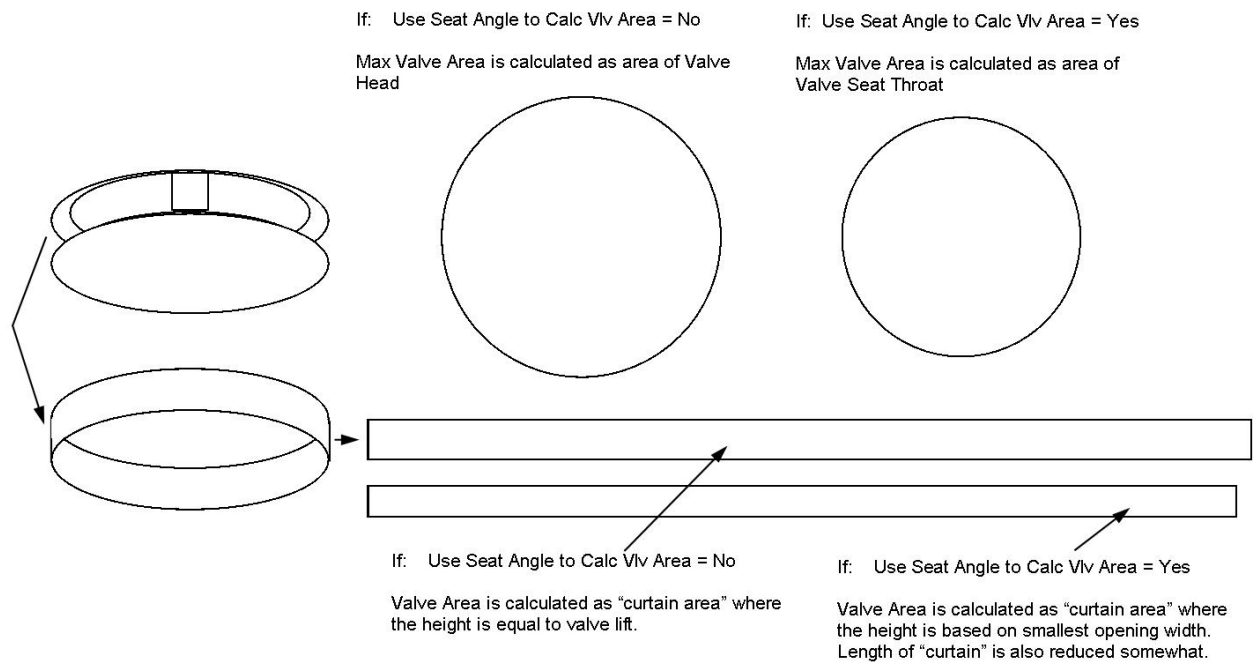 If:   Use Seat Angle to Calc Vlv Area = No
Max Valve Area is calculated as area of Valve
Head
If:  Use Seat Angle to Calc Vlv Area = Yes
Max Valve Area is calculated as area of
Valve Seat Throat
If:    Use Seat Angle to Calc Vlv Area = No
Valve Area is calculated as “curtain area” where
the height is equal to valve lift.
If:    Use Seat Angle to Calc Vlv Area = Yes
Valve Area is calculated as “curtain area” where
the height is based on smallest opening width.
Length of “curtain” is also reduced somewhat.